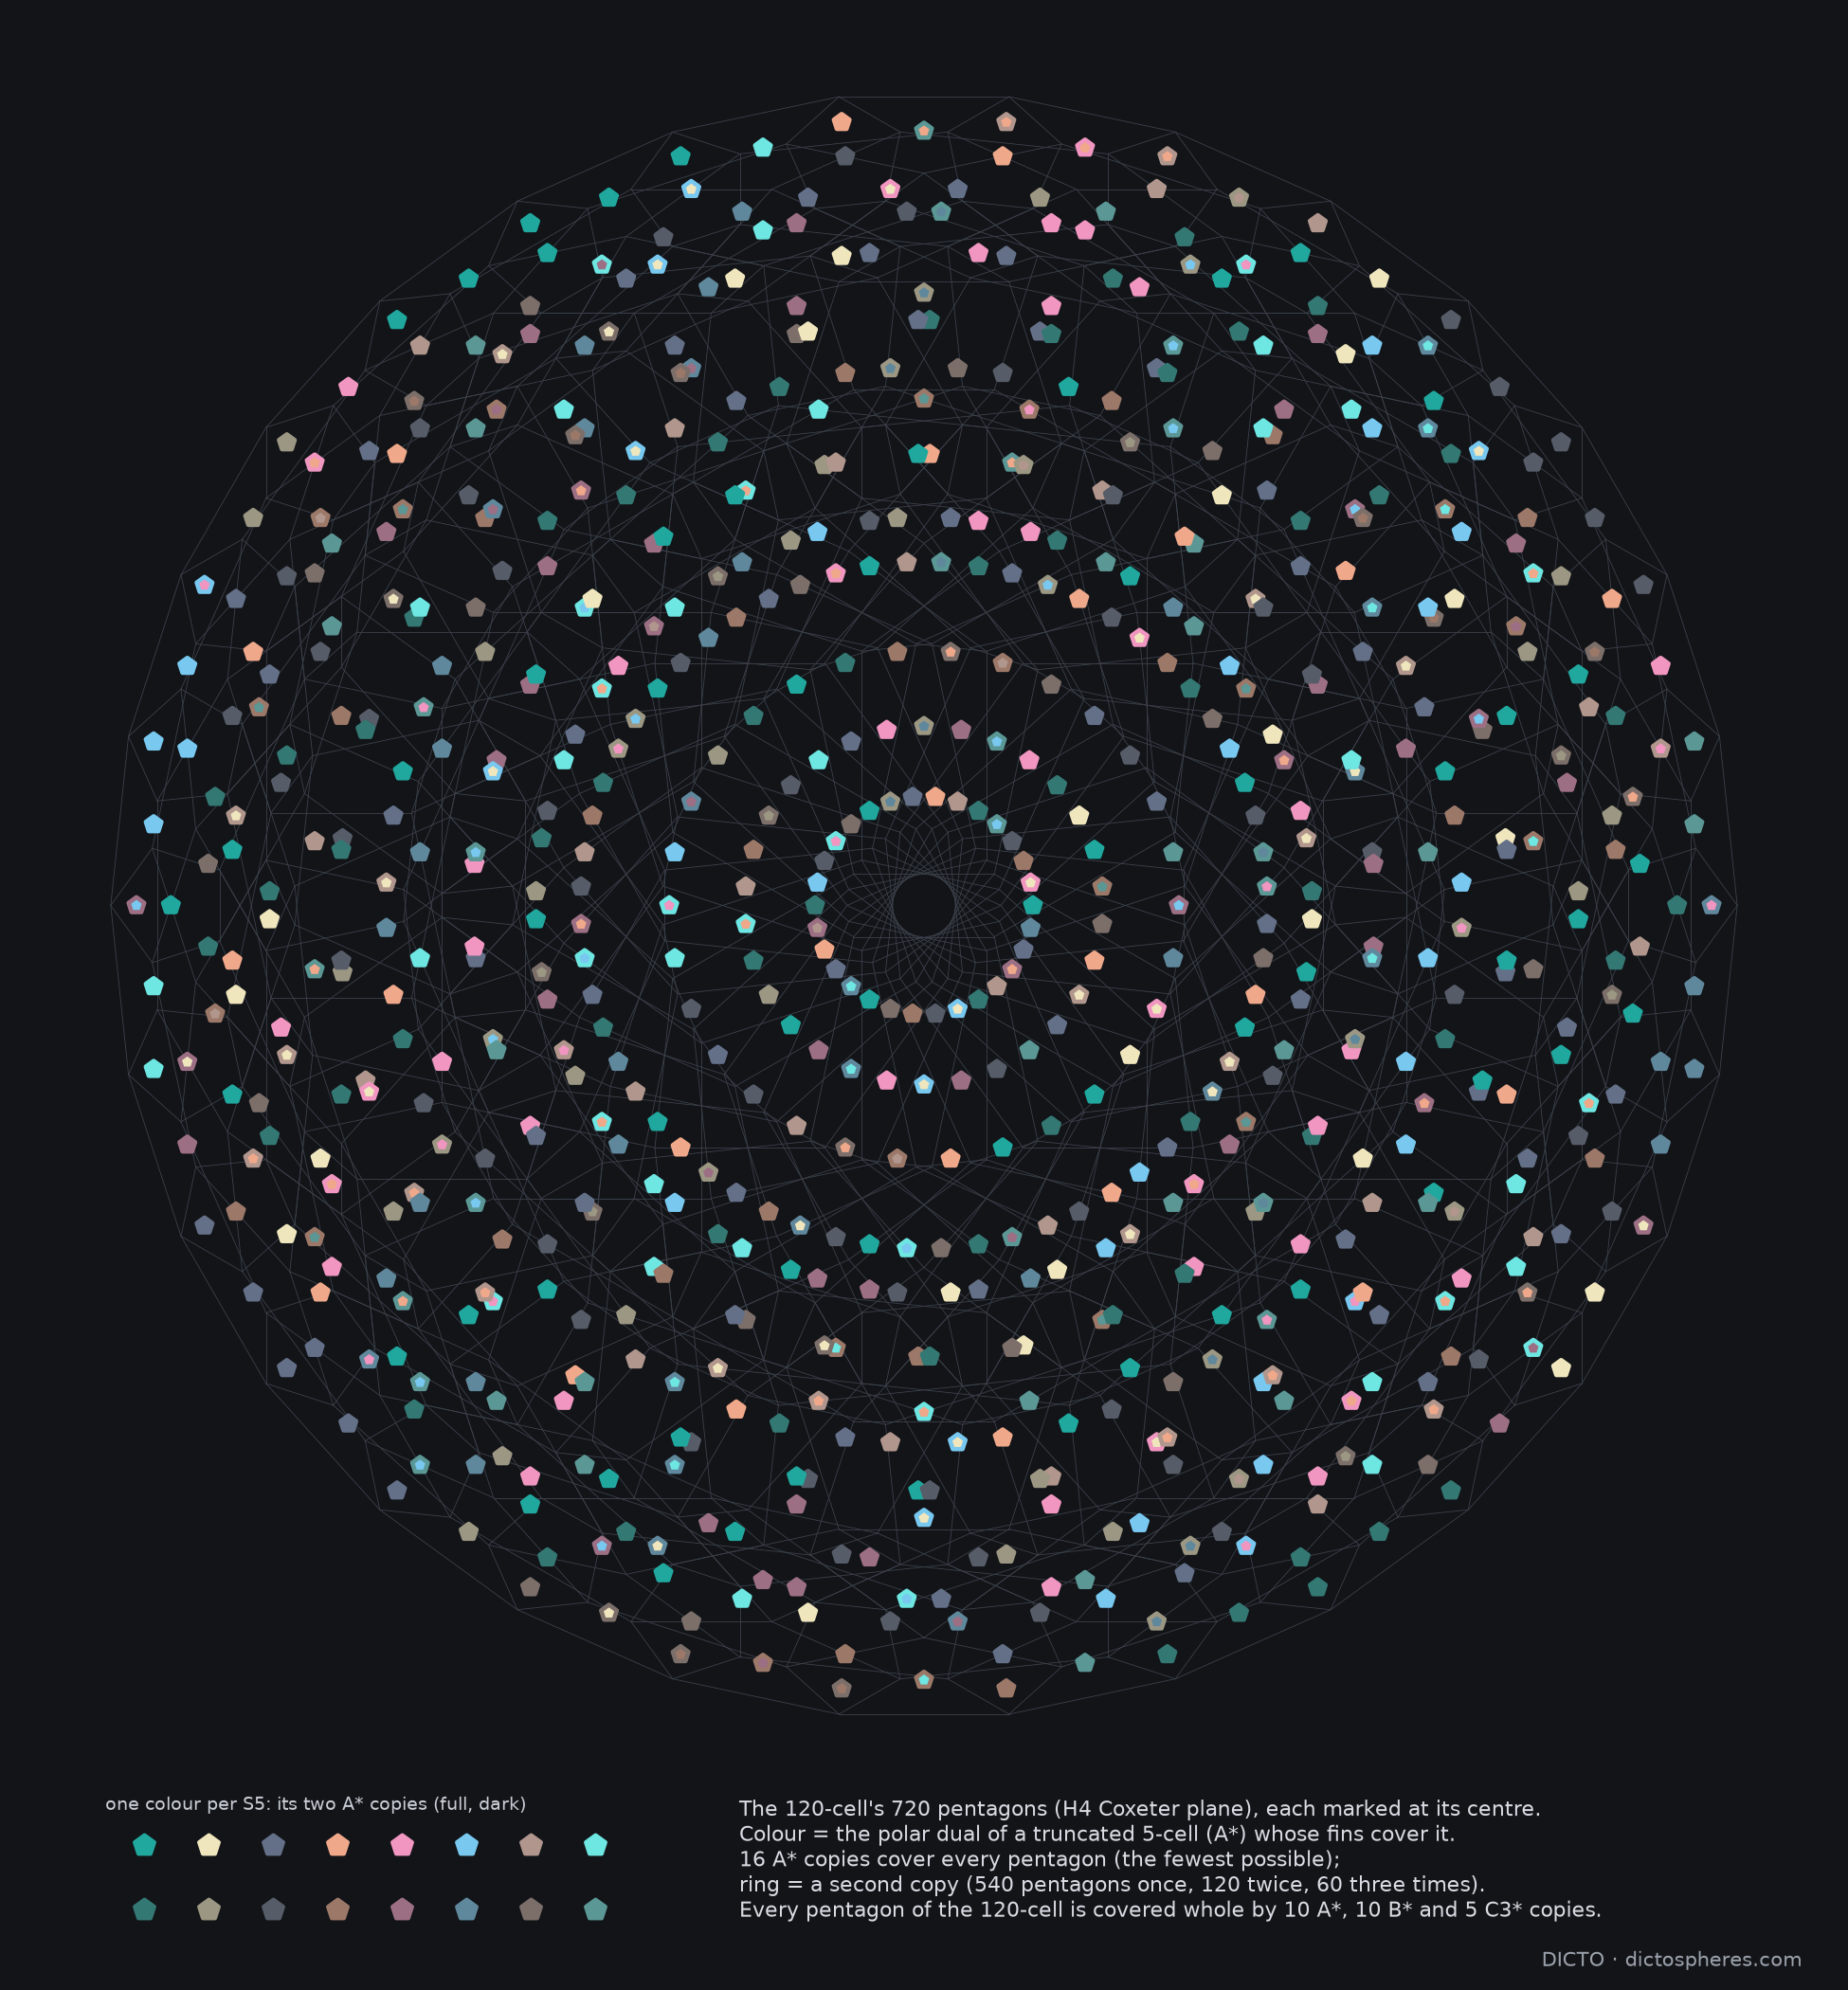 one colour per S5: its two A* copies (full, dark)
The 120-cell's 720 pentagons (H4 Coxeter plane), each marked at its centre.
Colour = the polar dual of a truncated 5-cell (A*) whose fins cover it.
16 A* copies cover every pentagon (the fewest possible);
ring = a second copy (540 pentagons once, 120 twice, 60 three times).
Every pentagon of the 120-cell is covered whole by 10 A*, 10 B* and 5 C3* copies.
DICTO · dictospheres.com